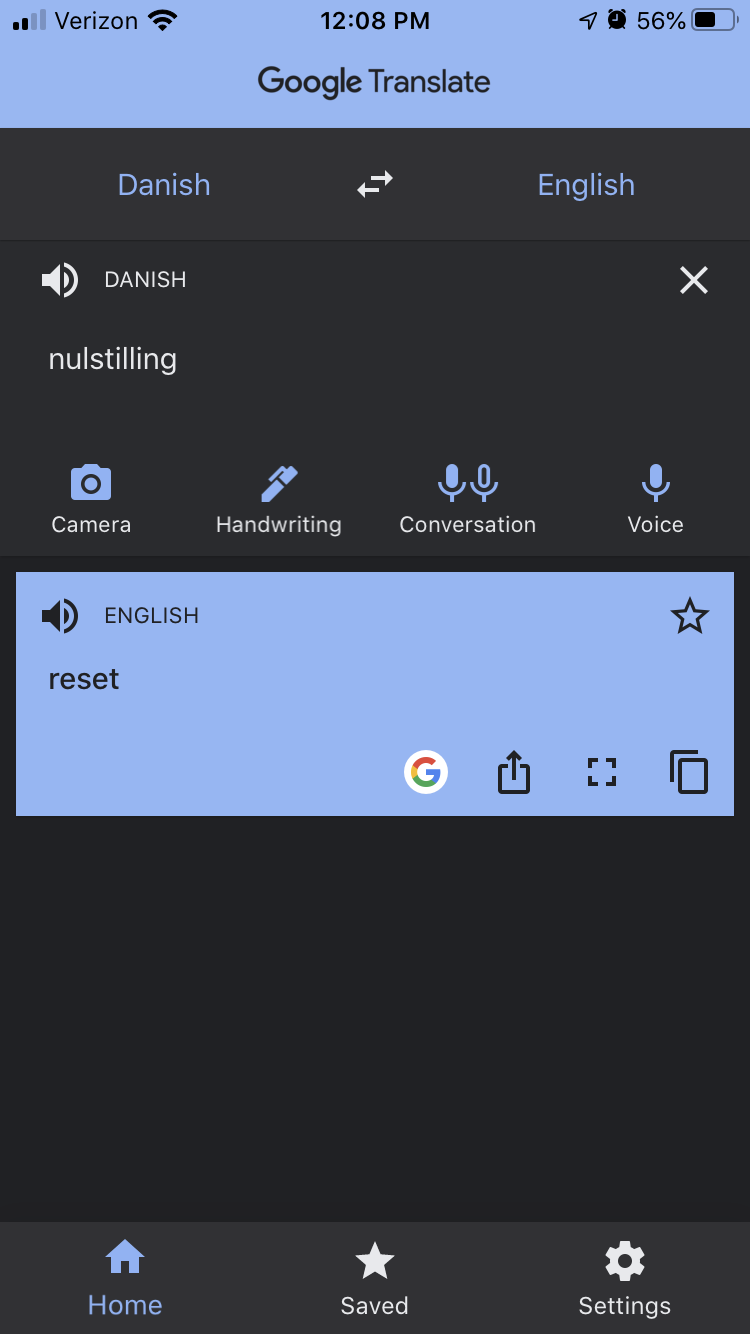 Verizon 12:08 PM 56%
Google Translate
Danish English
DANISH
nulstilling
Camera Handwriting Conversation Voice
ENGLISH
reset
G
Home Saved Settings